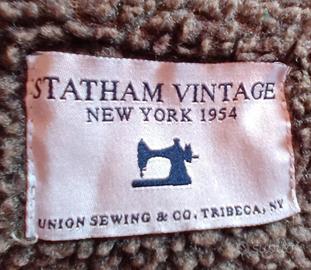 STATHAM VINTAGE
NEW YORK 1954
UNION SEWING & CO. TRIBECA, NY